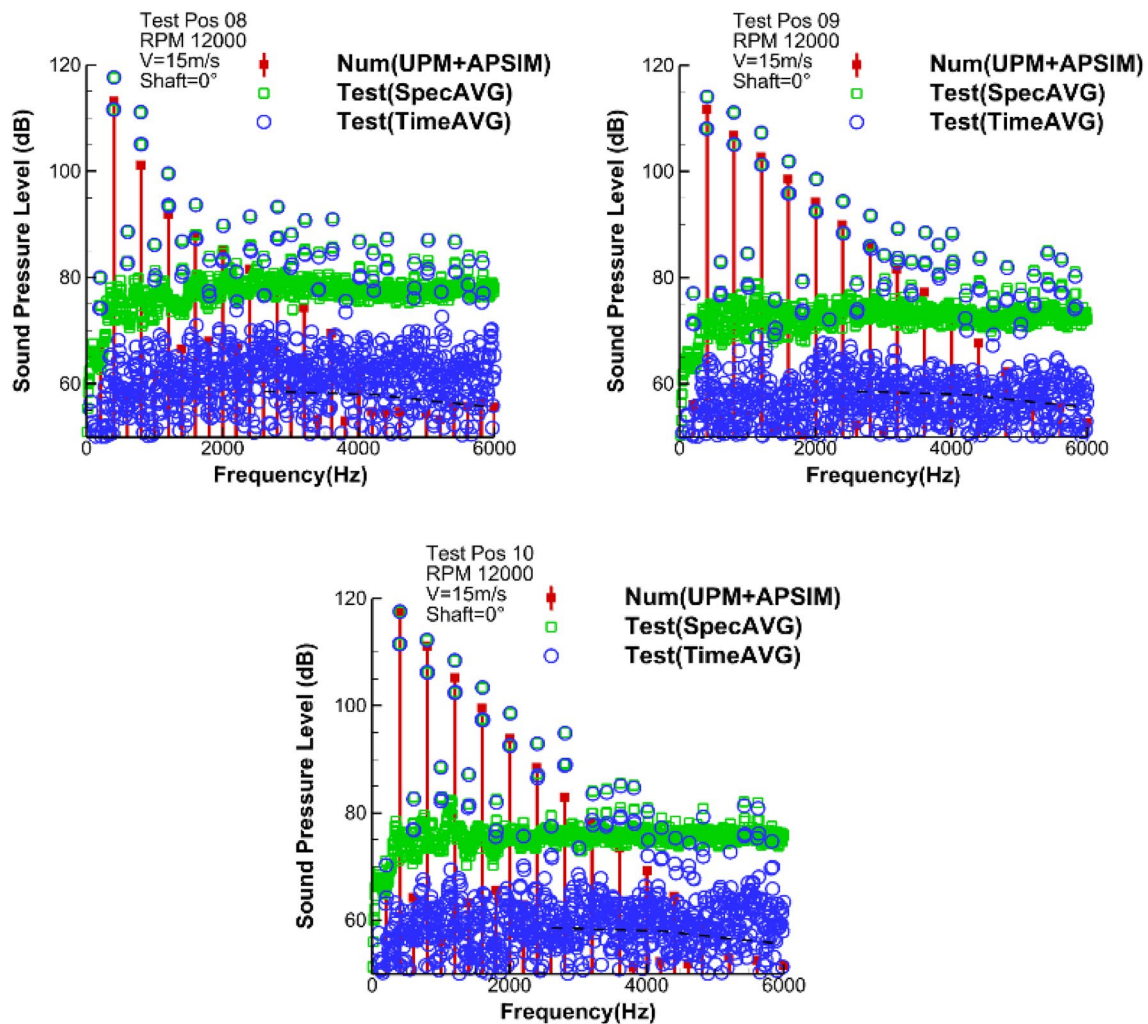 Test Pos 08
RPM 12000
V=15m/s
Shaft=0°
Num(UPM+APSIM)
Test(SpecAVG)
Test(TimeAVG)
120
100
80
60
Sound Pressure Level (dB)
0 2000 4000 6000
Frequency(Hz)
Test Pos 09
RPM 12000
V=15m/s
Shaft=0°
Num(UPM+APSIM)
Test(SpecAVG)
Test(TimeAVG)
120
100
80
60
Sound Pressure Level (dB)
0 2000 4000 6000
Frequency(Hz)
Test Pos 10
RPM 12000
V=15m/s
Shaft=0°
Num(UPM+APSIM)
Test(SpecAVG)
Test(TimeAVG)
120
100
80
60
Sound Pressure Level (dB)
0 2000 4000 6000
Frequency(Hz)